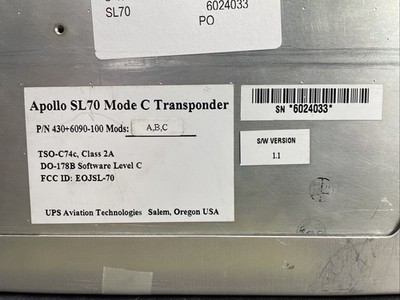 SL70
6024033
PO
Apollo SL70 Mode C Transponder
P/N 430+6090-100 Mods: A,B,C
TSO-C74c, Class 2A
DO-178B Software Level C
FCC ID: EOJSL-70
UPS Aviation Technologies Salem, Oregon USA
SN *6024033*
S/W VERSION
1.1